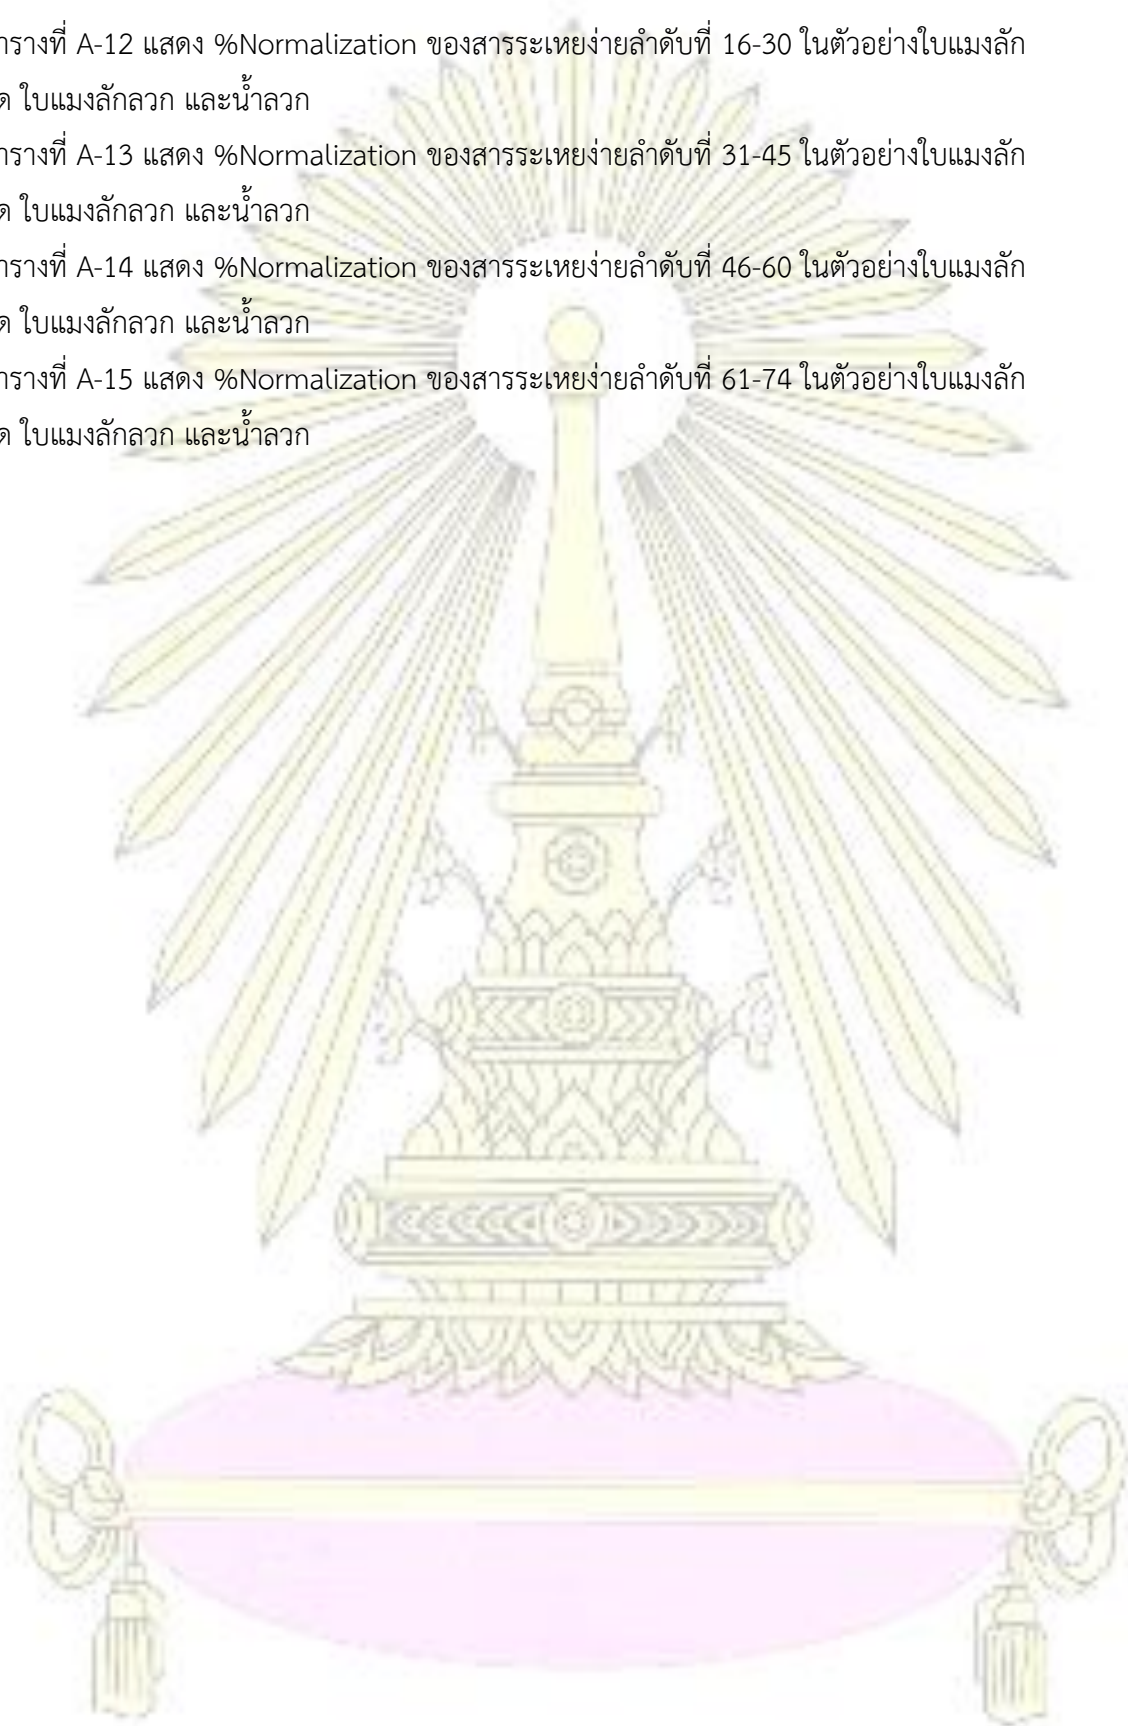 ารางที่ A-12 แสดง %Normalization ของสารระเหยง่ายลำดับที่ 16-30 ในตัวอย่างใบแมงลัก
ด ใบแมงลักลวก และน้ำลวก
ารางที่ A-13 แสดง %Normalization ของสารระเหยง่ายลำดับที่ 31-45 ในตัวอย่างใบแมงลัก
ด ใบแมงลักลวก และน้ำลวก
ารางที่ A-14 แสดง %Normalization ของสารระเหยง่ายลำดับที่ 46-60 ในตัวอย่างใบแมงลัก
ด ใบแมงลักลวก และน้ำลวก
ารางที่ A-15 แสดง %Normalization ของสารระเหยง่ายลำดับที่ 61-74 ในตัวอย่างใบแมงลัก
ด ใบแมงลักลวก และน้ำลวก